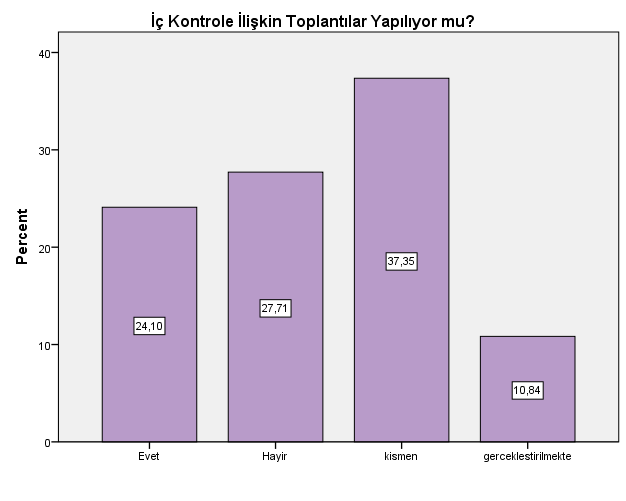 İç Kontrole İlişkin Toplantılar Yapılıyor mu?
Percent
40
30
20
10
0
24,10
27,71
37,35
10,84
Evet
Hayir
kismen
gerceklestirilmekte